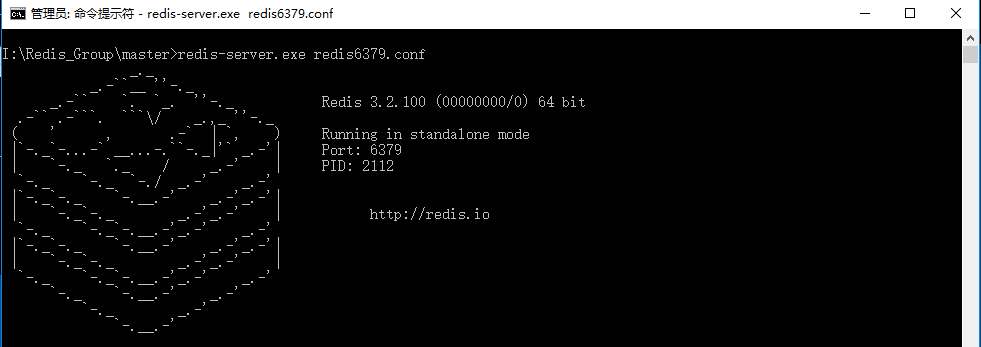 管理员: 命令提示符 - redis-server.exe redis6379.conf
I:\Redis_Group\master>redis-server.exe redis6379.conf
Redis 3.2.100 (00000000/0) 64 bit
Running in standalone mode
Port: 6379
PID: 2112
http://redis.io